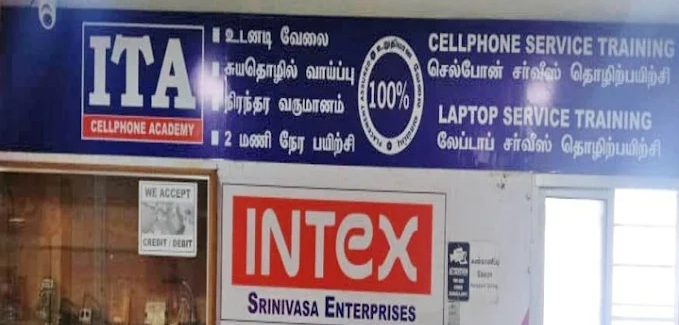 ITA
CELLPHONE ACADEMY
உடனடி வேலை
சுயதொழில் வாய்ப்பு
நிரந்தர வருமானம்
2 மணி நேர பயிற்சி
100%
CELLPHONE SERVICE TRAINING
செல்போன் சர்வீஸ் தொழிற்பயிற்சி
LAPTOP SERVICE TRAINING
லேப்டாப் சர்வீஸ் தொழிற்பயிற்சி
WE ACCEPT
CREDIT / DEBIT
INTEX
SRINIVASA ENTERPRISES